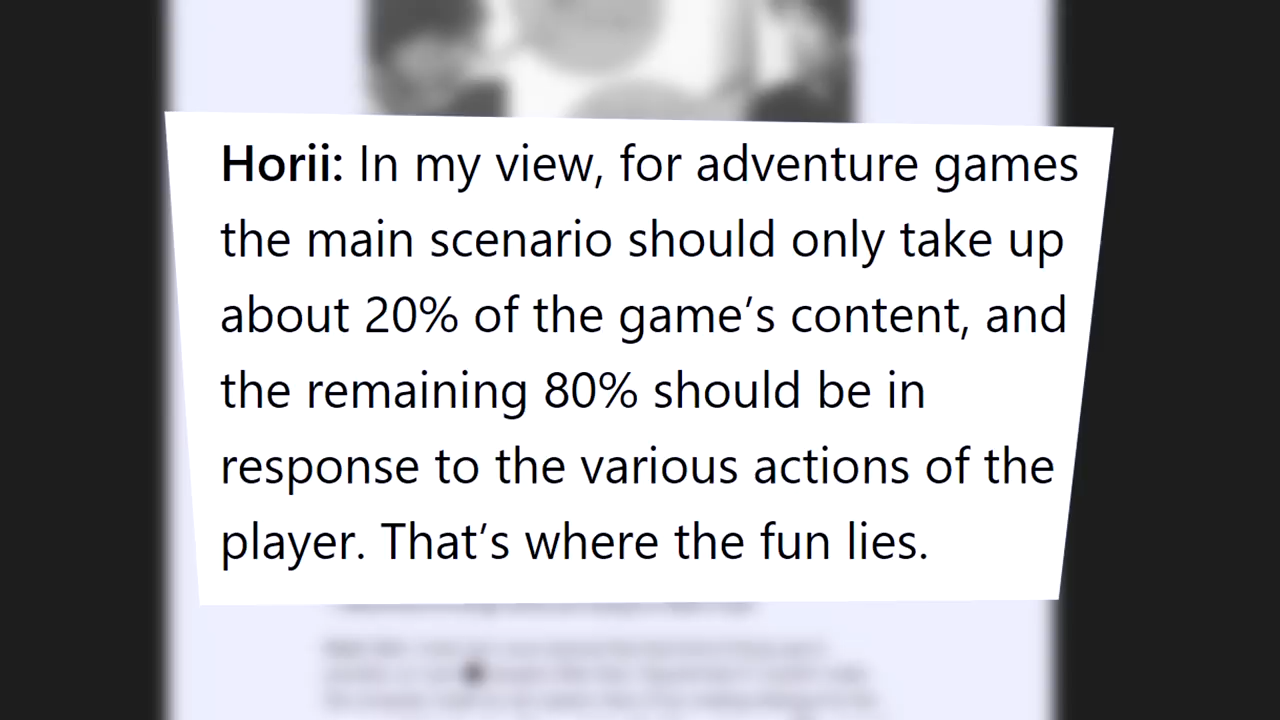 Horii: In my view, for adventure games
the main scenario should only take up
about 20% of the game’s content, and
the remaining 80% should be in
response to the various actions of the
player. That’s where the fun lies.